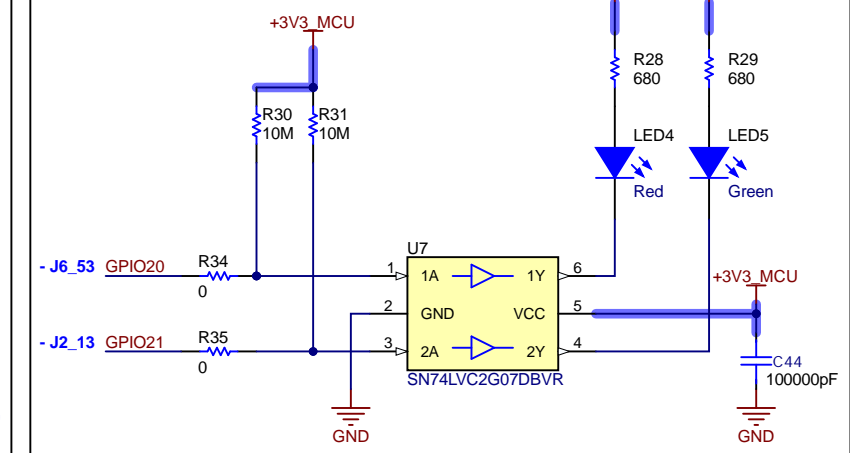 +3V3_MCU
R28
680
R29
680
R30
10M
R31
10M
LED4
Red
LED5
Green
- J6_53 GPIO20
R34
0
U7
1 1A 1Y 6
+3V3_MCU
2 GND VCC 5
- J2_13 GPIO21
R35
0
3 2A 2Y 4
SN74LVC2G07DBVR
C44
100000pF
GND
GND